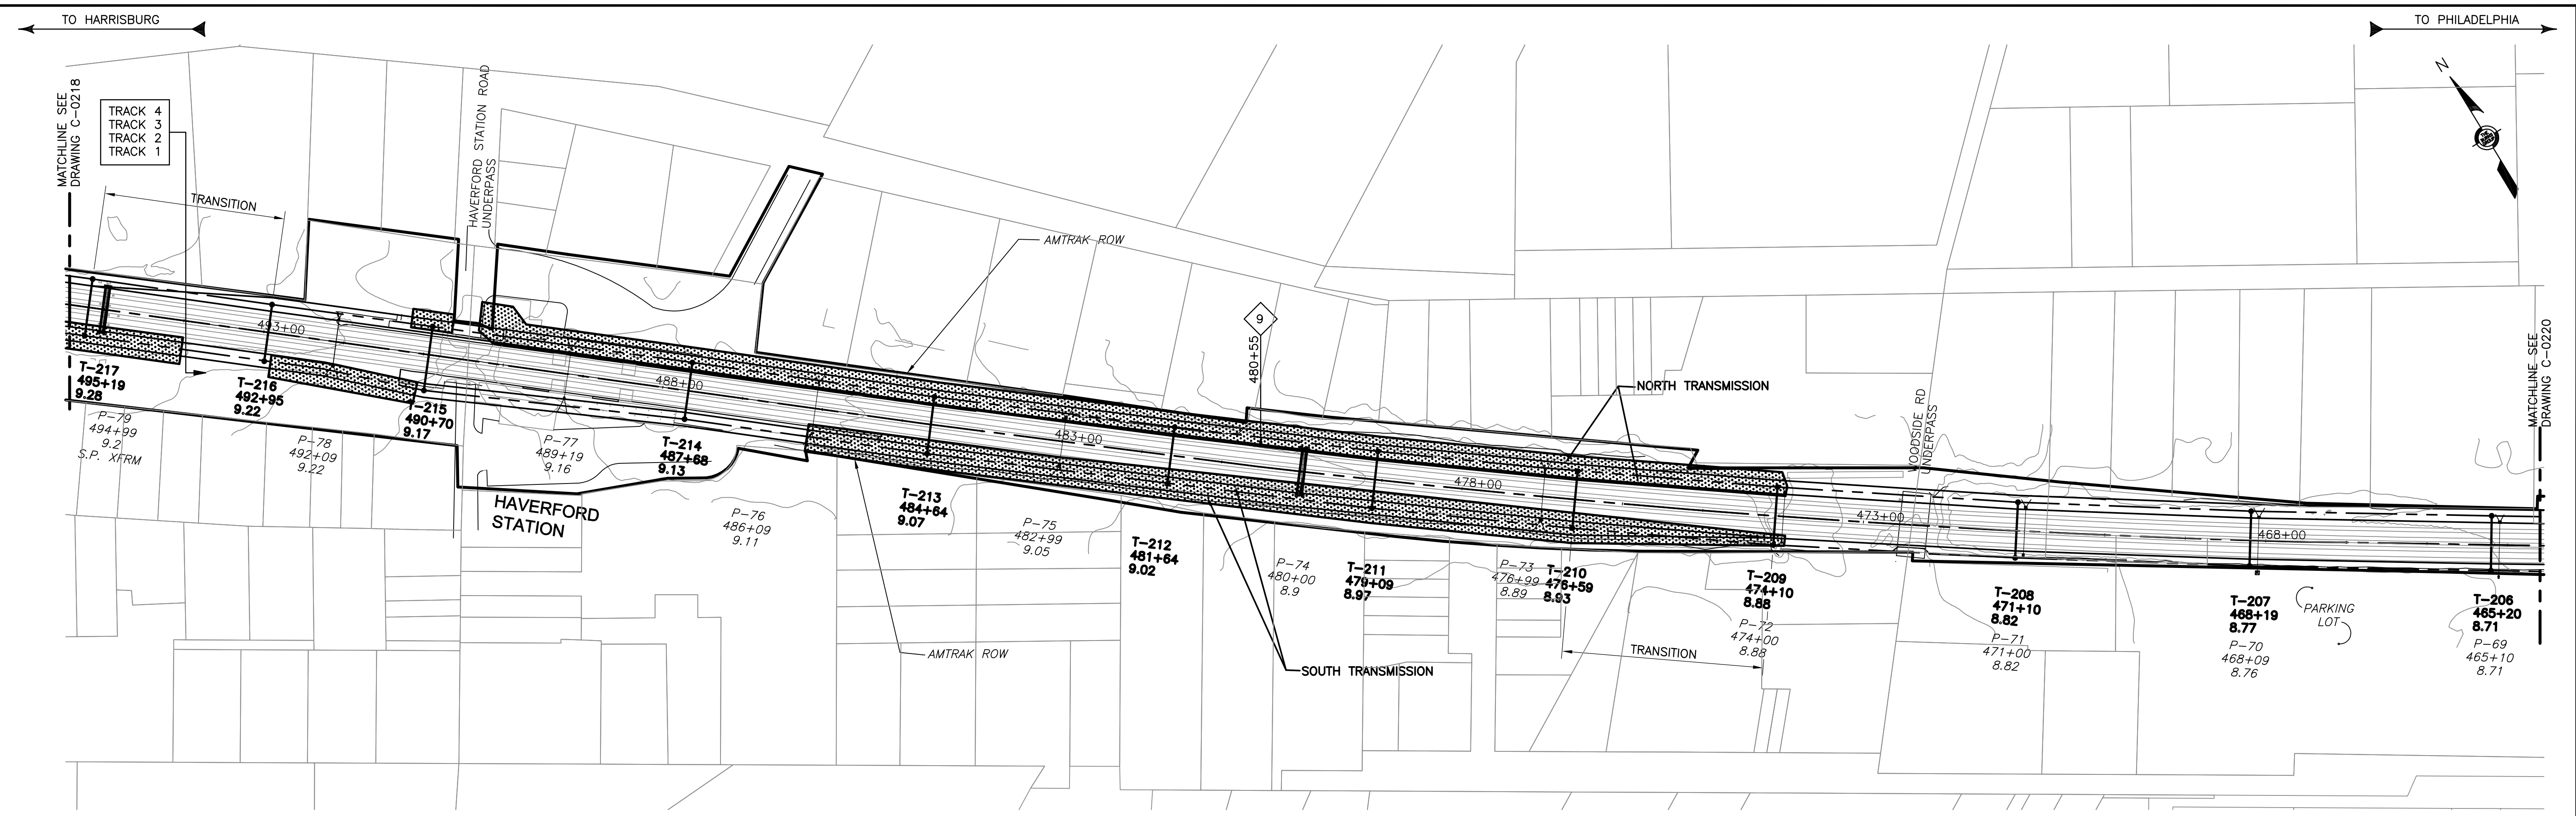 TO HARRISBURG
TO PHILADELPHIA
N
MATCHLINE SEE
DRAWING C-0218
TRACK 4
TRACK 3
TRACK 2
TRACK 1
TRANSITION
HAVERFORD STATION ROAD
UNDERPASS
AMTRAK ROW
9
480+55
NORTH TRANSMISSION
WOODSIDE RD
UNDERPASS
MATCHLINE SEE
DRAWING C-0220
493+00
488+00
483+00
478+00
473+00
468+00
T-217
495+19
9.28
P-79
494+99
9.2
S.P. XFRM
T-216
492+95
9.22
P-78
492+09
9.22
T-215
490+70
9.17
HAVERFORD
STATION
P-77
489+19
9.16
T-214
487+68
9.13
P-76
486+09
9.11
T-213
484+64
9.07
AMTRAK ROW
P-75
482+99
9.05
T-212
481+64
9.02
SOUTH TRANSMISSION
P-74
480+00
8.9
T-211
479+09
8.97
P-73
476+99
8.89
T-210
476+59
8.93
TRANSITION
T-209
474+10
8.88
P-72
474+00
8.88
T-208
471+10
8.82
P-71
471+00
8.82
T-207
468+19
8.77
P-70
468+09
8.76
PARKING
LOT
T-206
465+20
8.71
P-69
465+10
8.71